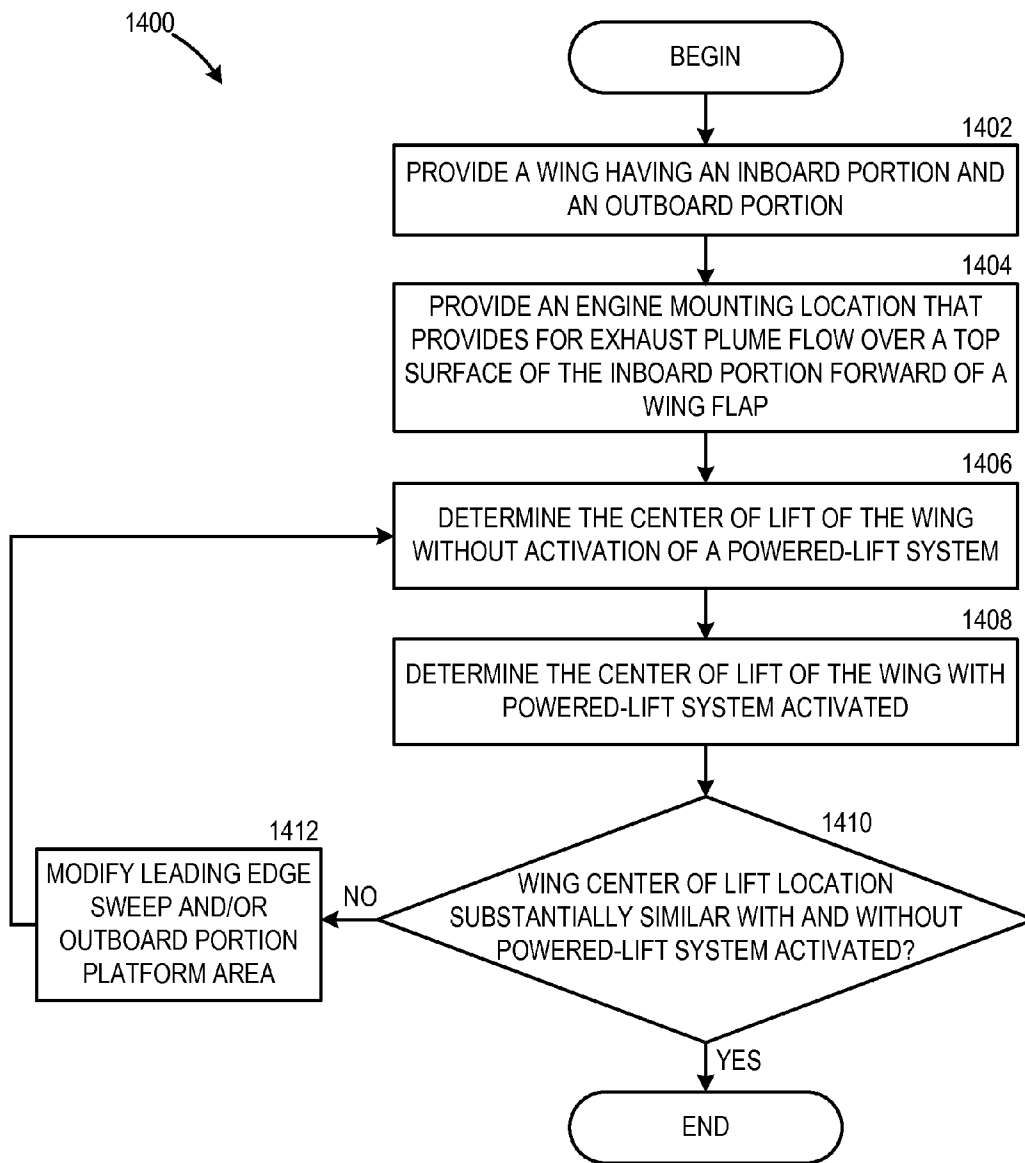 1400
BEGIN
1402
PROVIDE A WING HAVING AN INBOARD PORTION AND
AN OUTBOARD PORTION
1404
PROVIDE AN ENGINE MOUNTING LOCATION THAT
PROVIDES FOR EXHAUST PLUME FLOW OVER A TOP
SURFACE OF THE INBOARD PORTION FORWARD OF A
WING FLAP
1406
DETERMINE THE CENTER OF LIFT OF THE WING
WITHOUT ACTIVATION OF A POWERED-LIFT SYSTEM
1408
DETERMINE THE CENTER OF LIFT OF THE WING WITH
POWERED-LIFT SYSTEM ACTIVATED
1410
WING CENTER OF LIFT LOCATION
SUBSTANTIALLY SIMILAR WITH AND WITHOUT
POWERED-LIFT SYSTEM ACTIVATED?
NO
1412
MODIFY LEADING EDGE
SWEEP AND/OR
OUTBOARD PORTION
PLATFORM AREA
YES
END